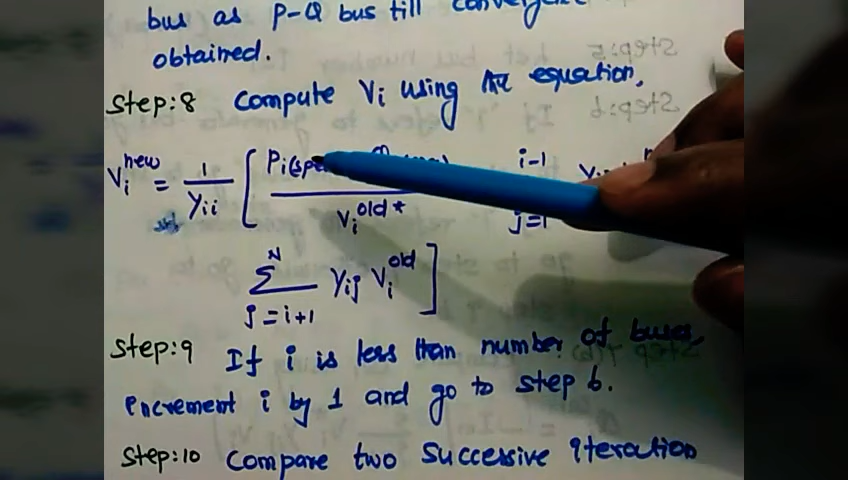 bus as P-Q bus till
obtained.
Step:8 Compute Vi using the equation,
Vi^new = 1/Yii [ Pi / Vi^old* i-1 j=1
N Σ j=i+1 Yij Vi^old ]
Step:9 If i is less than number of buses,
increment i by 1 and go to step 6.
Step:10 Compare two successive iteration